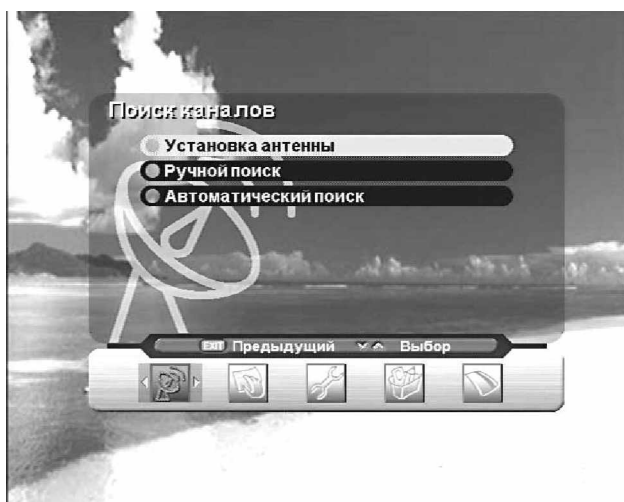 Поиск каналов
Установка антенны
Ручной поиск
Автоматический поиск
EXIT Предыдущий Выбор